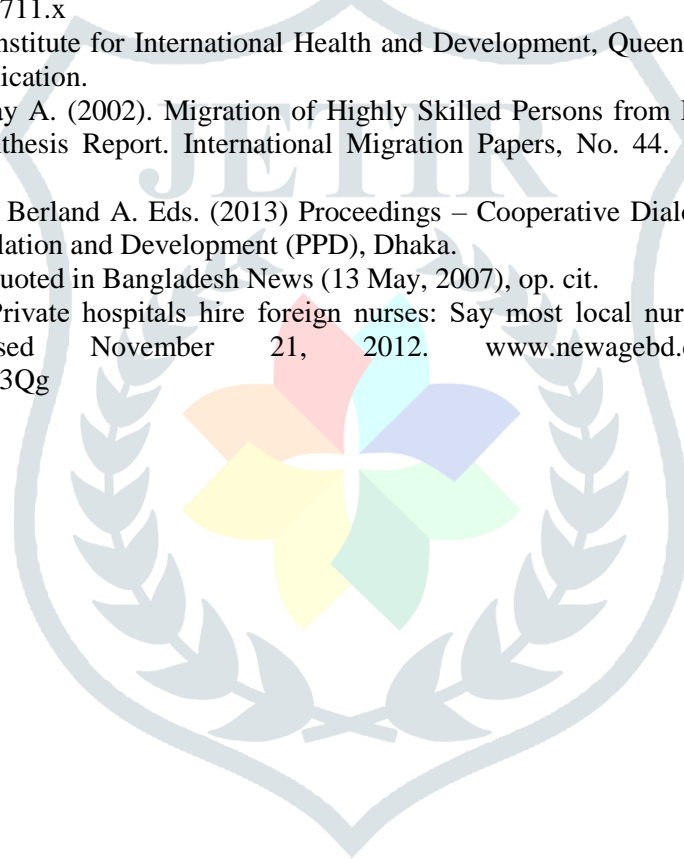 711.x
nstitute for International Health and Development, Queen
ication.
ay A. (2002). Migration of Highly Skilled Persons from
nthesis Report. International Migration Papers, No. 44.
Berland A. Eds. (2013) Proceedings – Cooperative Dialo
lation and Development (PPD), Dhaka.
uoted in Bangladesh News (13 May, 2007), op. cit.
Private hospitals hire foreign nurses: Say most local nur
sed November 21, 2012. www.newagebd.
3Qg
JETIR